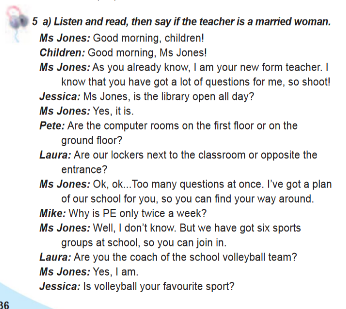 5 a) Listen and read, then say if the teacher is a married woman.
Ms Jones: Good morning, children!
Children: Good morning, Ms Jones!
Ms Jones: As you already know, I am your new form teacher. I
know that you have got a lot of questions for me, so shoot!
Jessica: Ms Jones, is the library open all day?
Ms Jones: Yes, it is.
Pete: Are the computer rooms on the first floor or on the
ground floor?
Laura: Are our lockers next to the classroom or opposite the
entrance?
Ms Jones: Ok, ok...Too many questions at once. I've got a plan
of our school for you, so you can find your way around.
Mike: Why is PE only twice a week?
Ms Jones: Well, I don't know. But we have got six sports
groups at school, so you can join in.
Laura: Are you the coach of the school volleyball team?
Ms Jones: Yes, I am.
Jessica: Is volleyball your favourite sport?
36